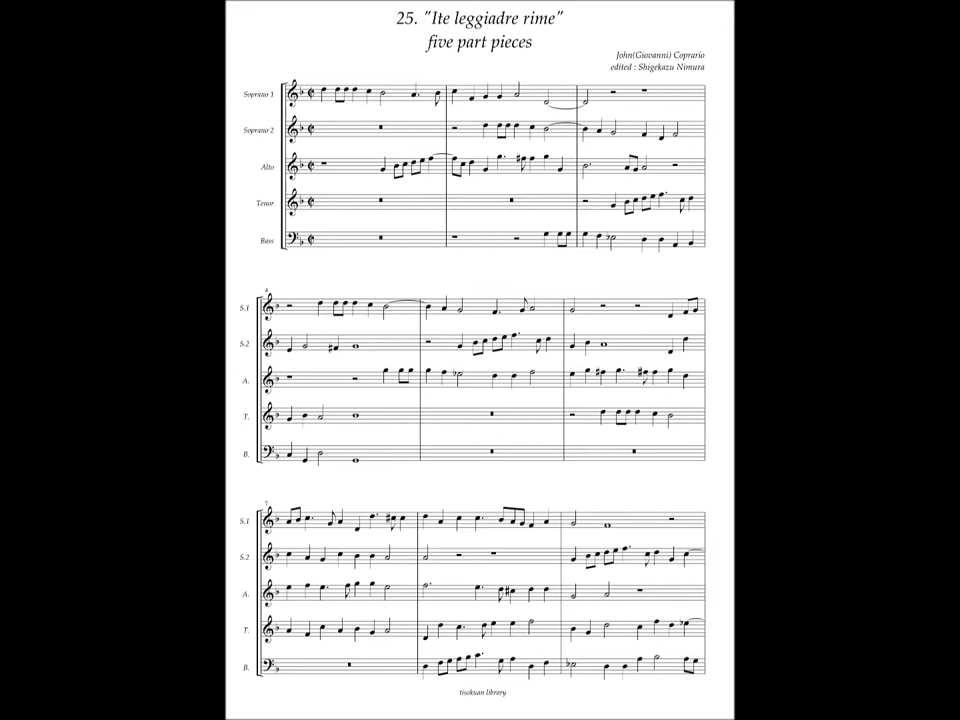 25. "Ite leggiadre rime"
five part pieces
John(Giovanni) Coprario
edited : Shigekazu Nimura
Soprano 1
Soprano 2
Alto
Tenor
Bass
4
S.1
S.2
A.
T.
B.
7
S.1
S.2
A.
T.
B.
tisokuan library